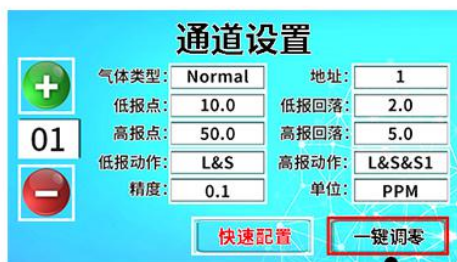 通道设置
气体类型: Normal 地址: 1
低报点: 10.0 低报回落: 2.0
01 高报点: 50.0 高报回落: 5.0
低报动作: L&S 高报动作: L&S&S1
精度: 0.1 单位: PPM
快速配置 一键调零